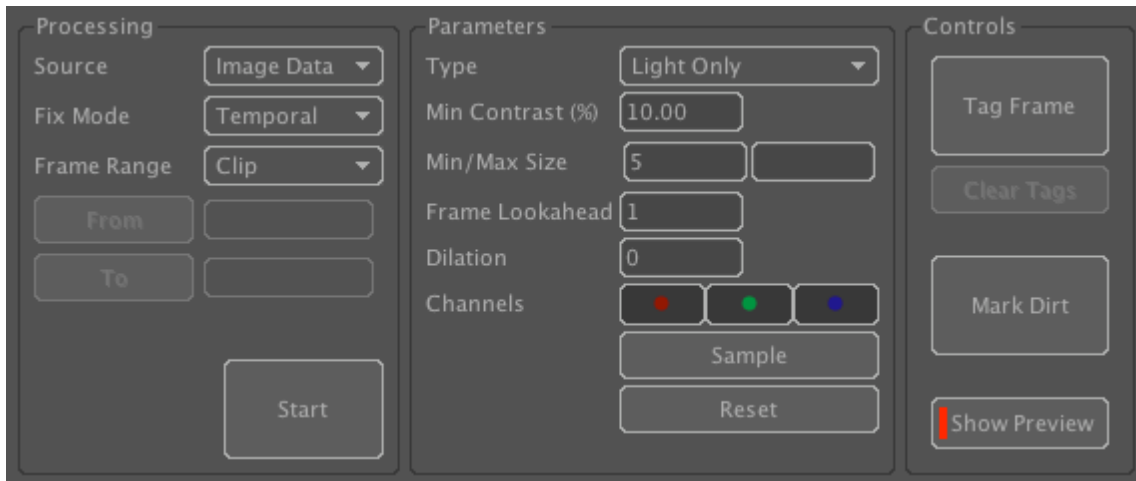 Processing
Source Image Data
Fix Mode Temporal
Frame Range Clip
From
To
Start
Parameters
Type Light Only
Min Contrast (%) 10.00
Min/Max Size 5
Frame Lookahead 1
Dilation 0
Channels
Sample
Reset
Controls
Tag Frame
Clear Tags
Mark Dirt
Show Preview